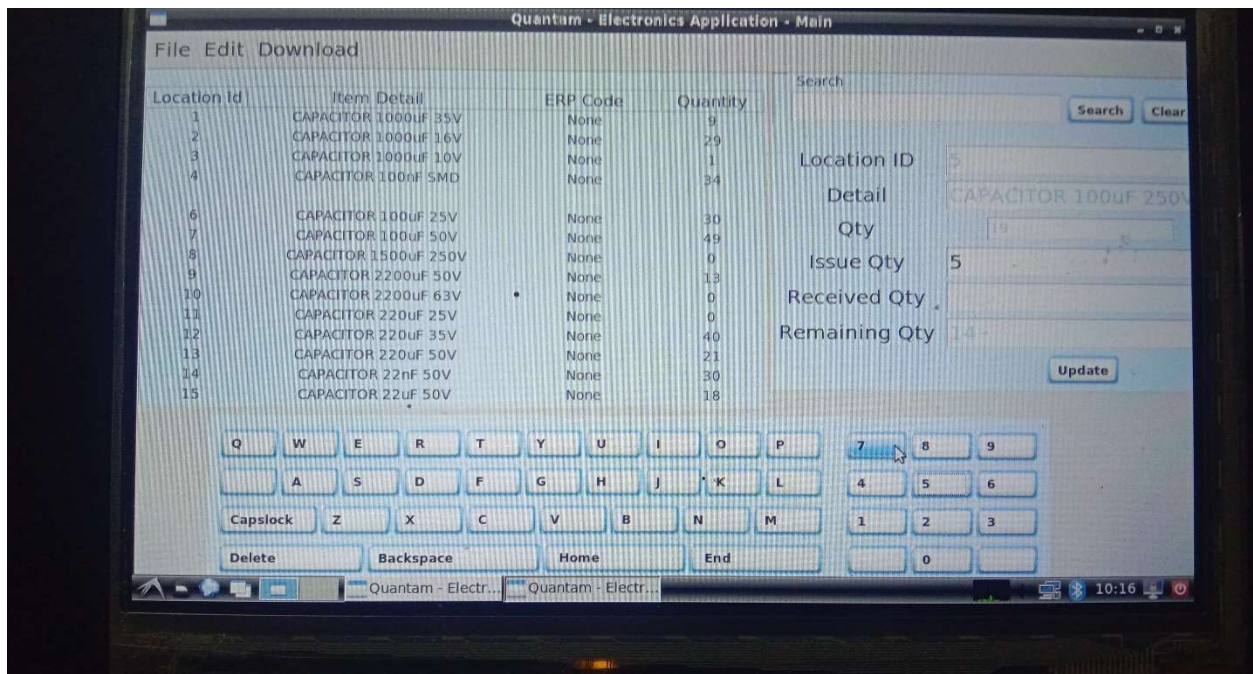 Quantam - Electronics Application - Main
File Edit Download
Location Id Item Detail ERP Code Quantity
1 CAPACITOR 1000uF 35V None 9
2 CAPACITOR 1000uF 16V None 29
3 CAPACITOR 1000uF 10V None 1
4 CAPACITOR 100nF SMD None 34
6 CAPACITOR 100uF 25V None 30
7 CAPACITOR 100uF 50V None 49
8 CAPACITOR 1500uF 250V None 0
9 CAPACITOR 2200uF 50V None 13
10 CAPACITOR 2200uF 63V None 0
11 CAPACITOR 220uF 25V None 0
12 CAPACITOR 220uF 35V None 40
13 CAPACITOR 220uF 50V None 21
14 CAPACITOR 22nF 50V None 30
15 CAPACITOR 22uF 50V None 18
Search
Search Clear
Location ID 5
Detail CAPACITOR 100uF 250V
Qty 19
Issue Qty 5
Received Qty
Remaining Qty 14
Update
Q W E R T Y U I O P 7 8 9
A S D F G H J K L 4 5 6
Capslock Z X C V B N M 1 2 3
Delete Backspace Home End 0
Quantam - Electr... Quantam - Electr... 10:16